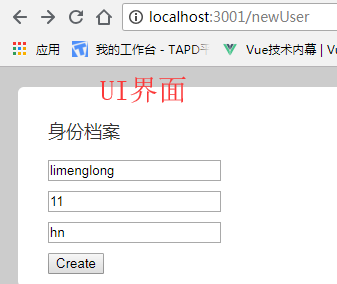 localhost:3001/newUser
应用
我的工作台 - TAPD
Vue技术内幕 | Vu
UI界面
身份档案
limenglong
11
hn
Create